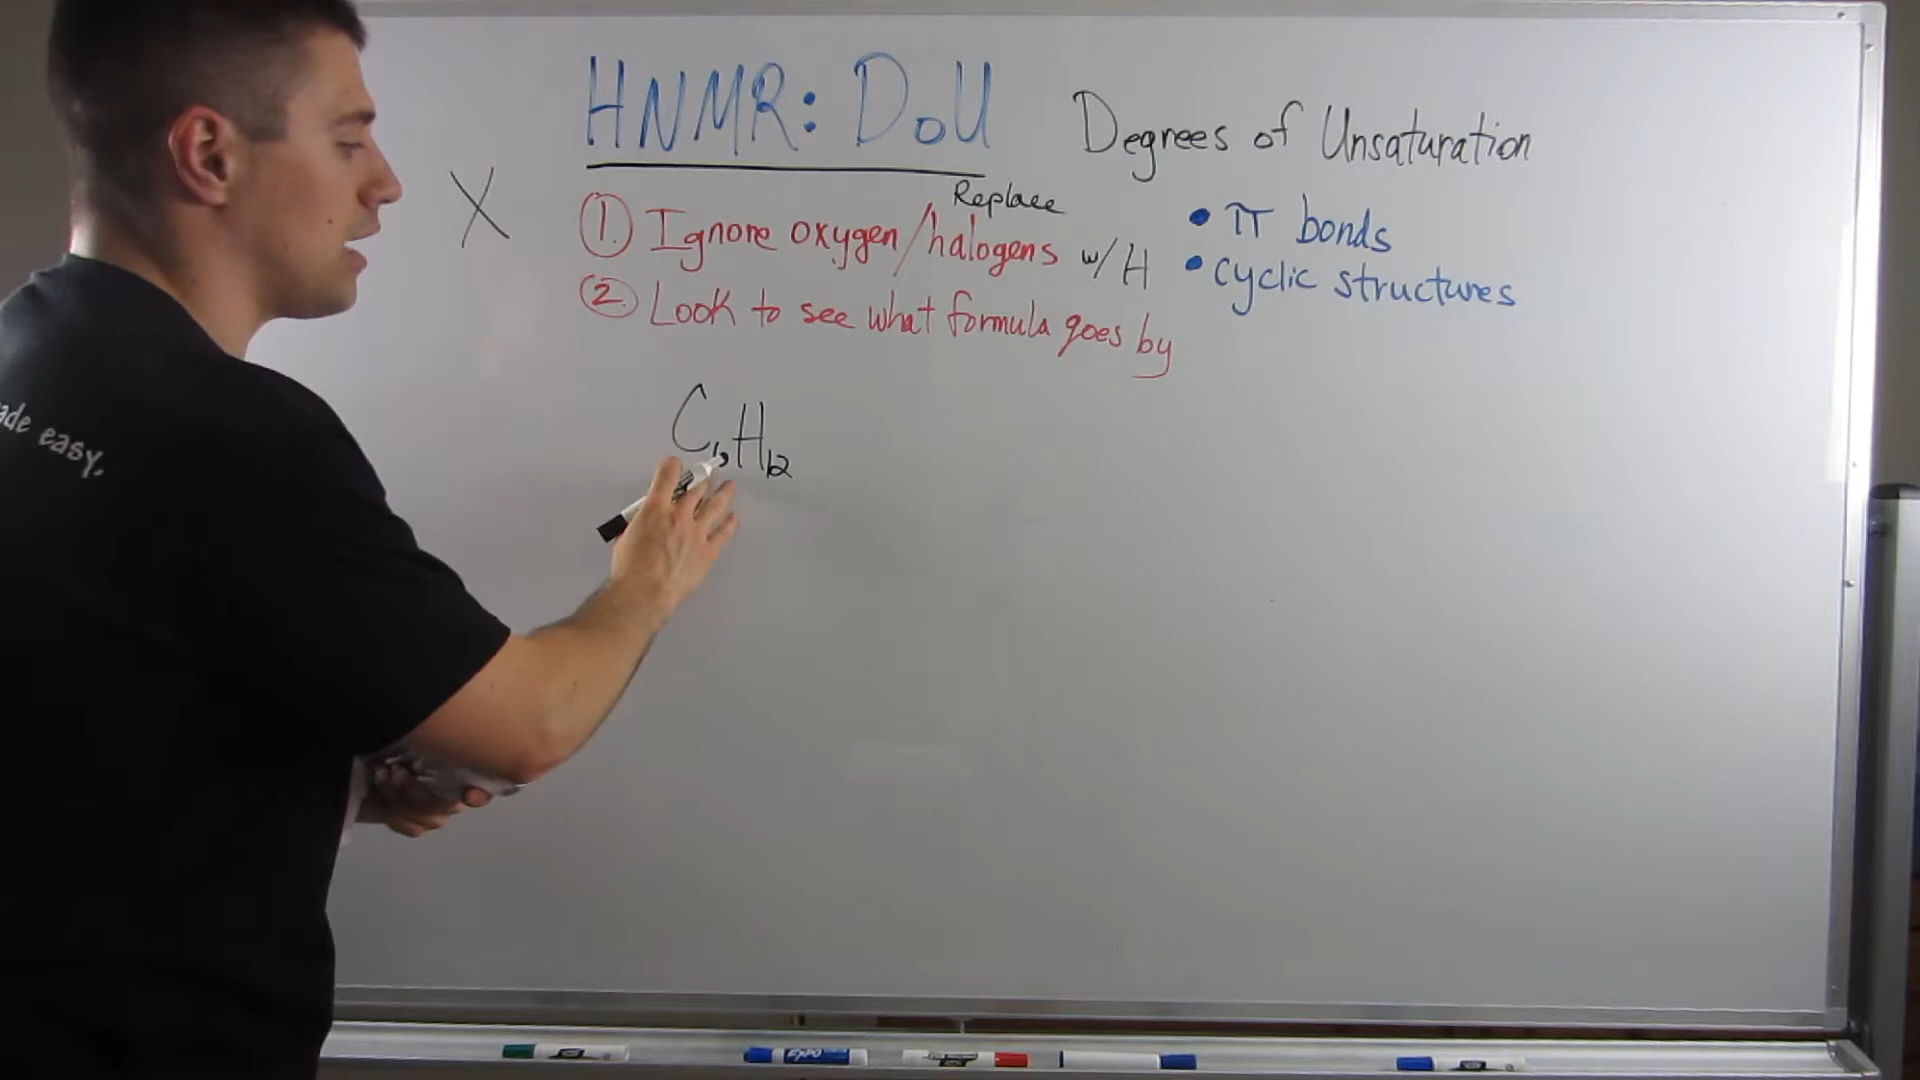 HNMR: DoU
Degrees of Unsaturation
X
Replace
1. Ignore oxygen/halogens w/ H
2. Look to see what formula goes by
• π bonds
• cyclic structures
C H12
ade easy.
EXPO